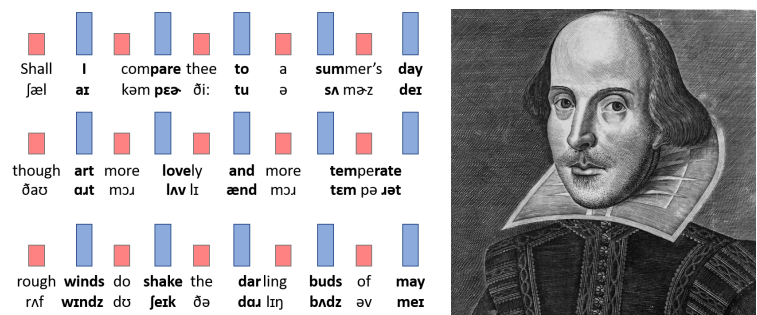 Shall I compare thee to a summer's day
ʃæl aɪ kəm pɛɚ ði: tu ə sʌ mɚz deɪ
though art more lovely and more temperate
ðaʊ ɑɹt mɔɹ lʌv lɪ ænd mɔɹ tɛm pə ɹət
rough winds do shake the darling buds of may
rʌf wɪndz dʊ ʃeɪk ðə dɑɹ lɪŋ bʌdz əv meɪ